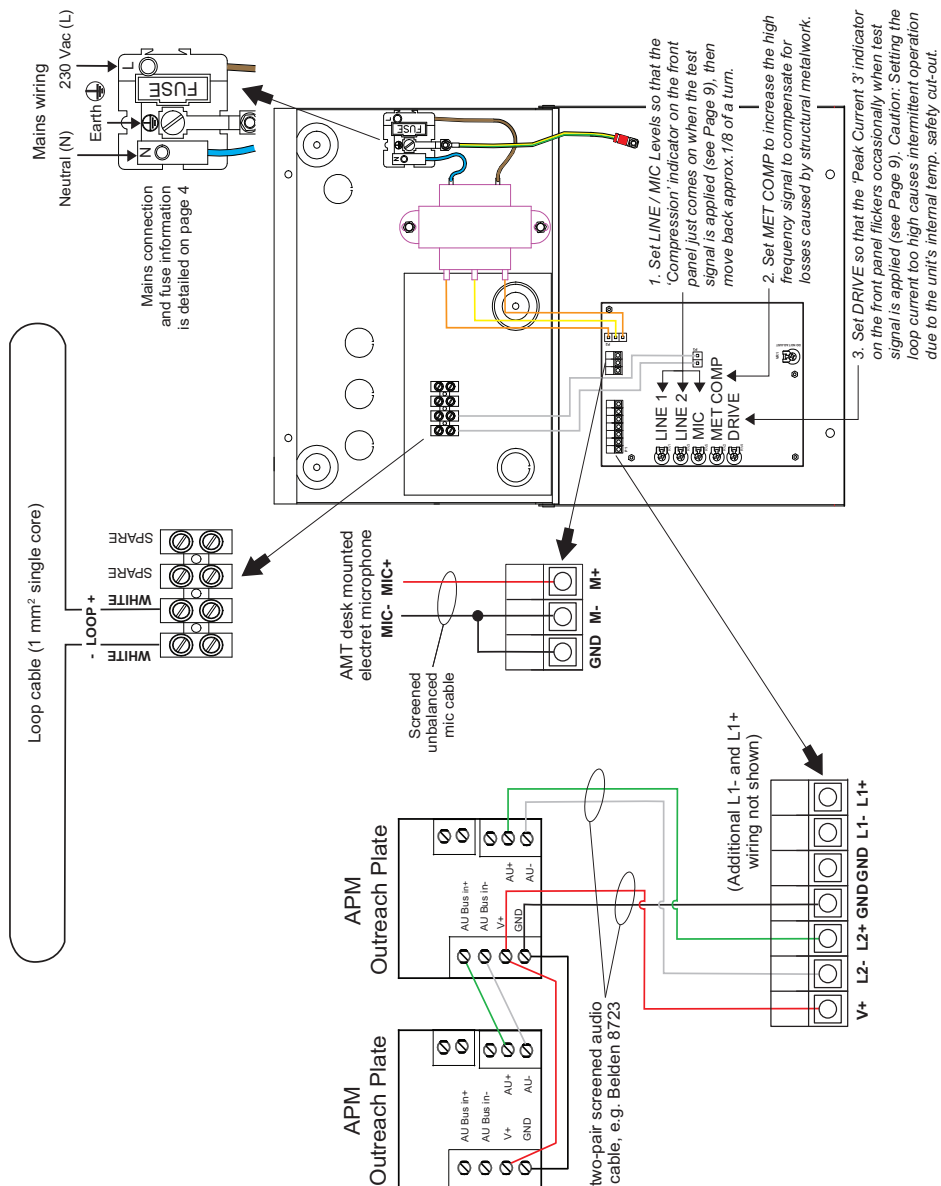 Loop cable (1 mm² single core)
- LOOP +
WHITE
WHITE
SPARE
SPARE
Mains wiring
Neutral (N)
Earth
230 Vac (L)
N
FUSE
L
Mains connection
and fuse information
is detailed on page 4
N
FUSE
L
AMT desk mounted
electret microphone
MIC- MIC+
Screened
unbalanced
mic cable
GND
M-
M+
LINE 1
LINE 2
MIC
MET COMP
DRIVE
1. Set LINE / MIC Levels so that the
‘Compression’ indicator on the front
panel just comes on when the test
signal is applied (see Page 9), then
move back approx.1/8 of a turn.
2. Set MET COMP to increase the high
frequency signal to compensate for
losses caused by structural metalwork.
3. Set DRIVE so that the ‘Peak Current 3’ indicator
on the front panel flickers occasionally when test
signal is applied (see Page 9). Caution: Setting the
loop current too high causes intermittent operation
due to the unit's internal temp. safety cut-out.
APM
Outreach Plate
AU Bus in+
AU Bus in-
V+
GND
AU+
AU-
APM
Outreach Plate
AU Bus in+
AU Bus in-
V+
GND
AU+
AU-
two-pair screened audio
cable, e.g. Belden 8723
(Additional L1- and L1+
wiring not shown)
V+
L2-
L2+
GND
GND
L1-
L1+